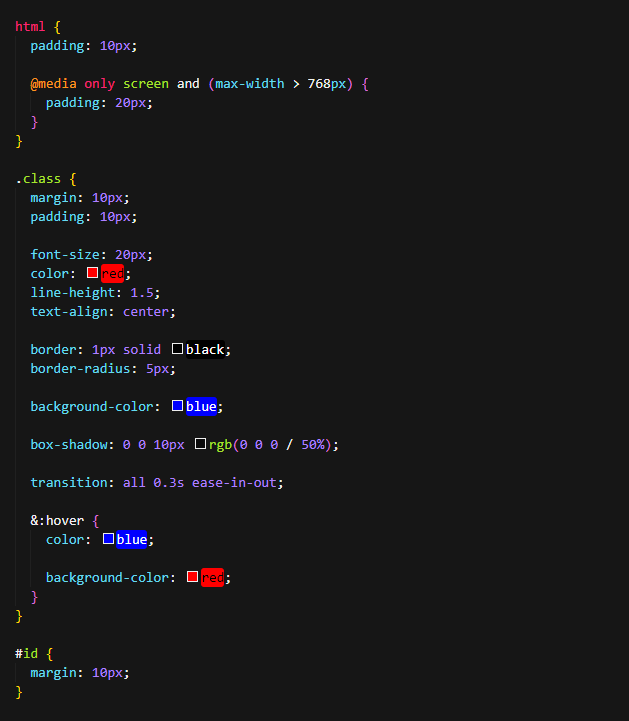 html {
padding: 10px;
@media only screen and (max-width > 768px) {
padding: 20px;
}
}
.class {
margin: 10px;
padding: 10px;
font-size: 20px;
color: red;
line-height: 1.5;
text-align: center;
border: 1px solid black;
border-radius: 5px;
background-color: blue;
box-shadow: 0 0 10px rgb(0 0 0 / 50%);
transition: all 0.3s ease-in-out;
&:hover {
color: blue;
background-color: red;
}
}
#id {
margin: 10px;
}